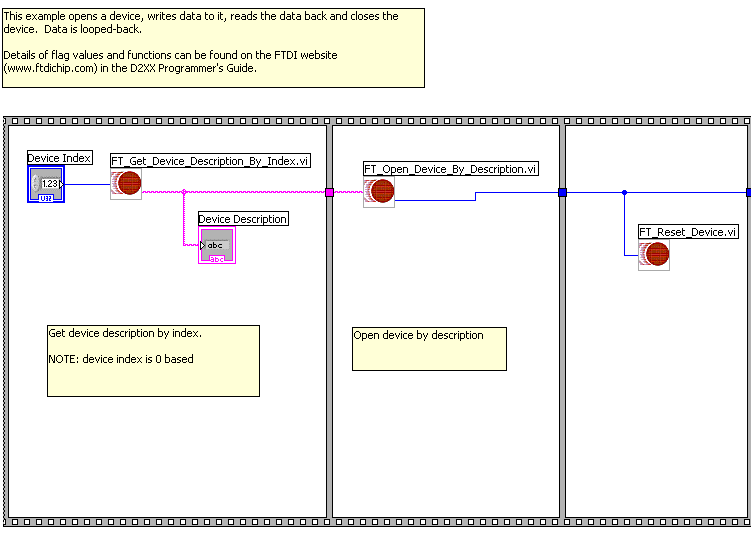 This example opens a device, writes data to it, reads the data back and closes the
device.  Data is looped-back.
Details of flag values and functions can be found on the FTDI website
(www.ftdichip.com) in the D2XX Programmer's Guide.
Device Index
FT_Get_Device_Description_By_Index.vi
FT_Open_Device_By_Description.vi
1.23
U32
Device Description
abc
abc
FT_Reset_Device.vi
Get device description by index.
NOTE: device index is 0 based
Open device by description